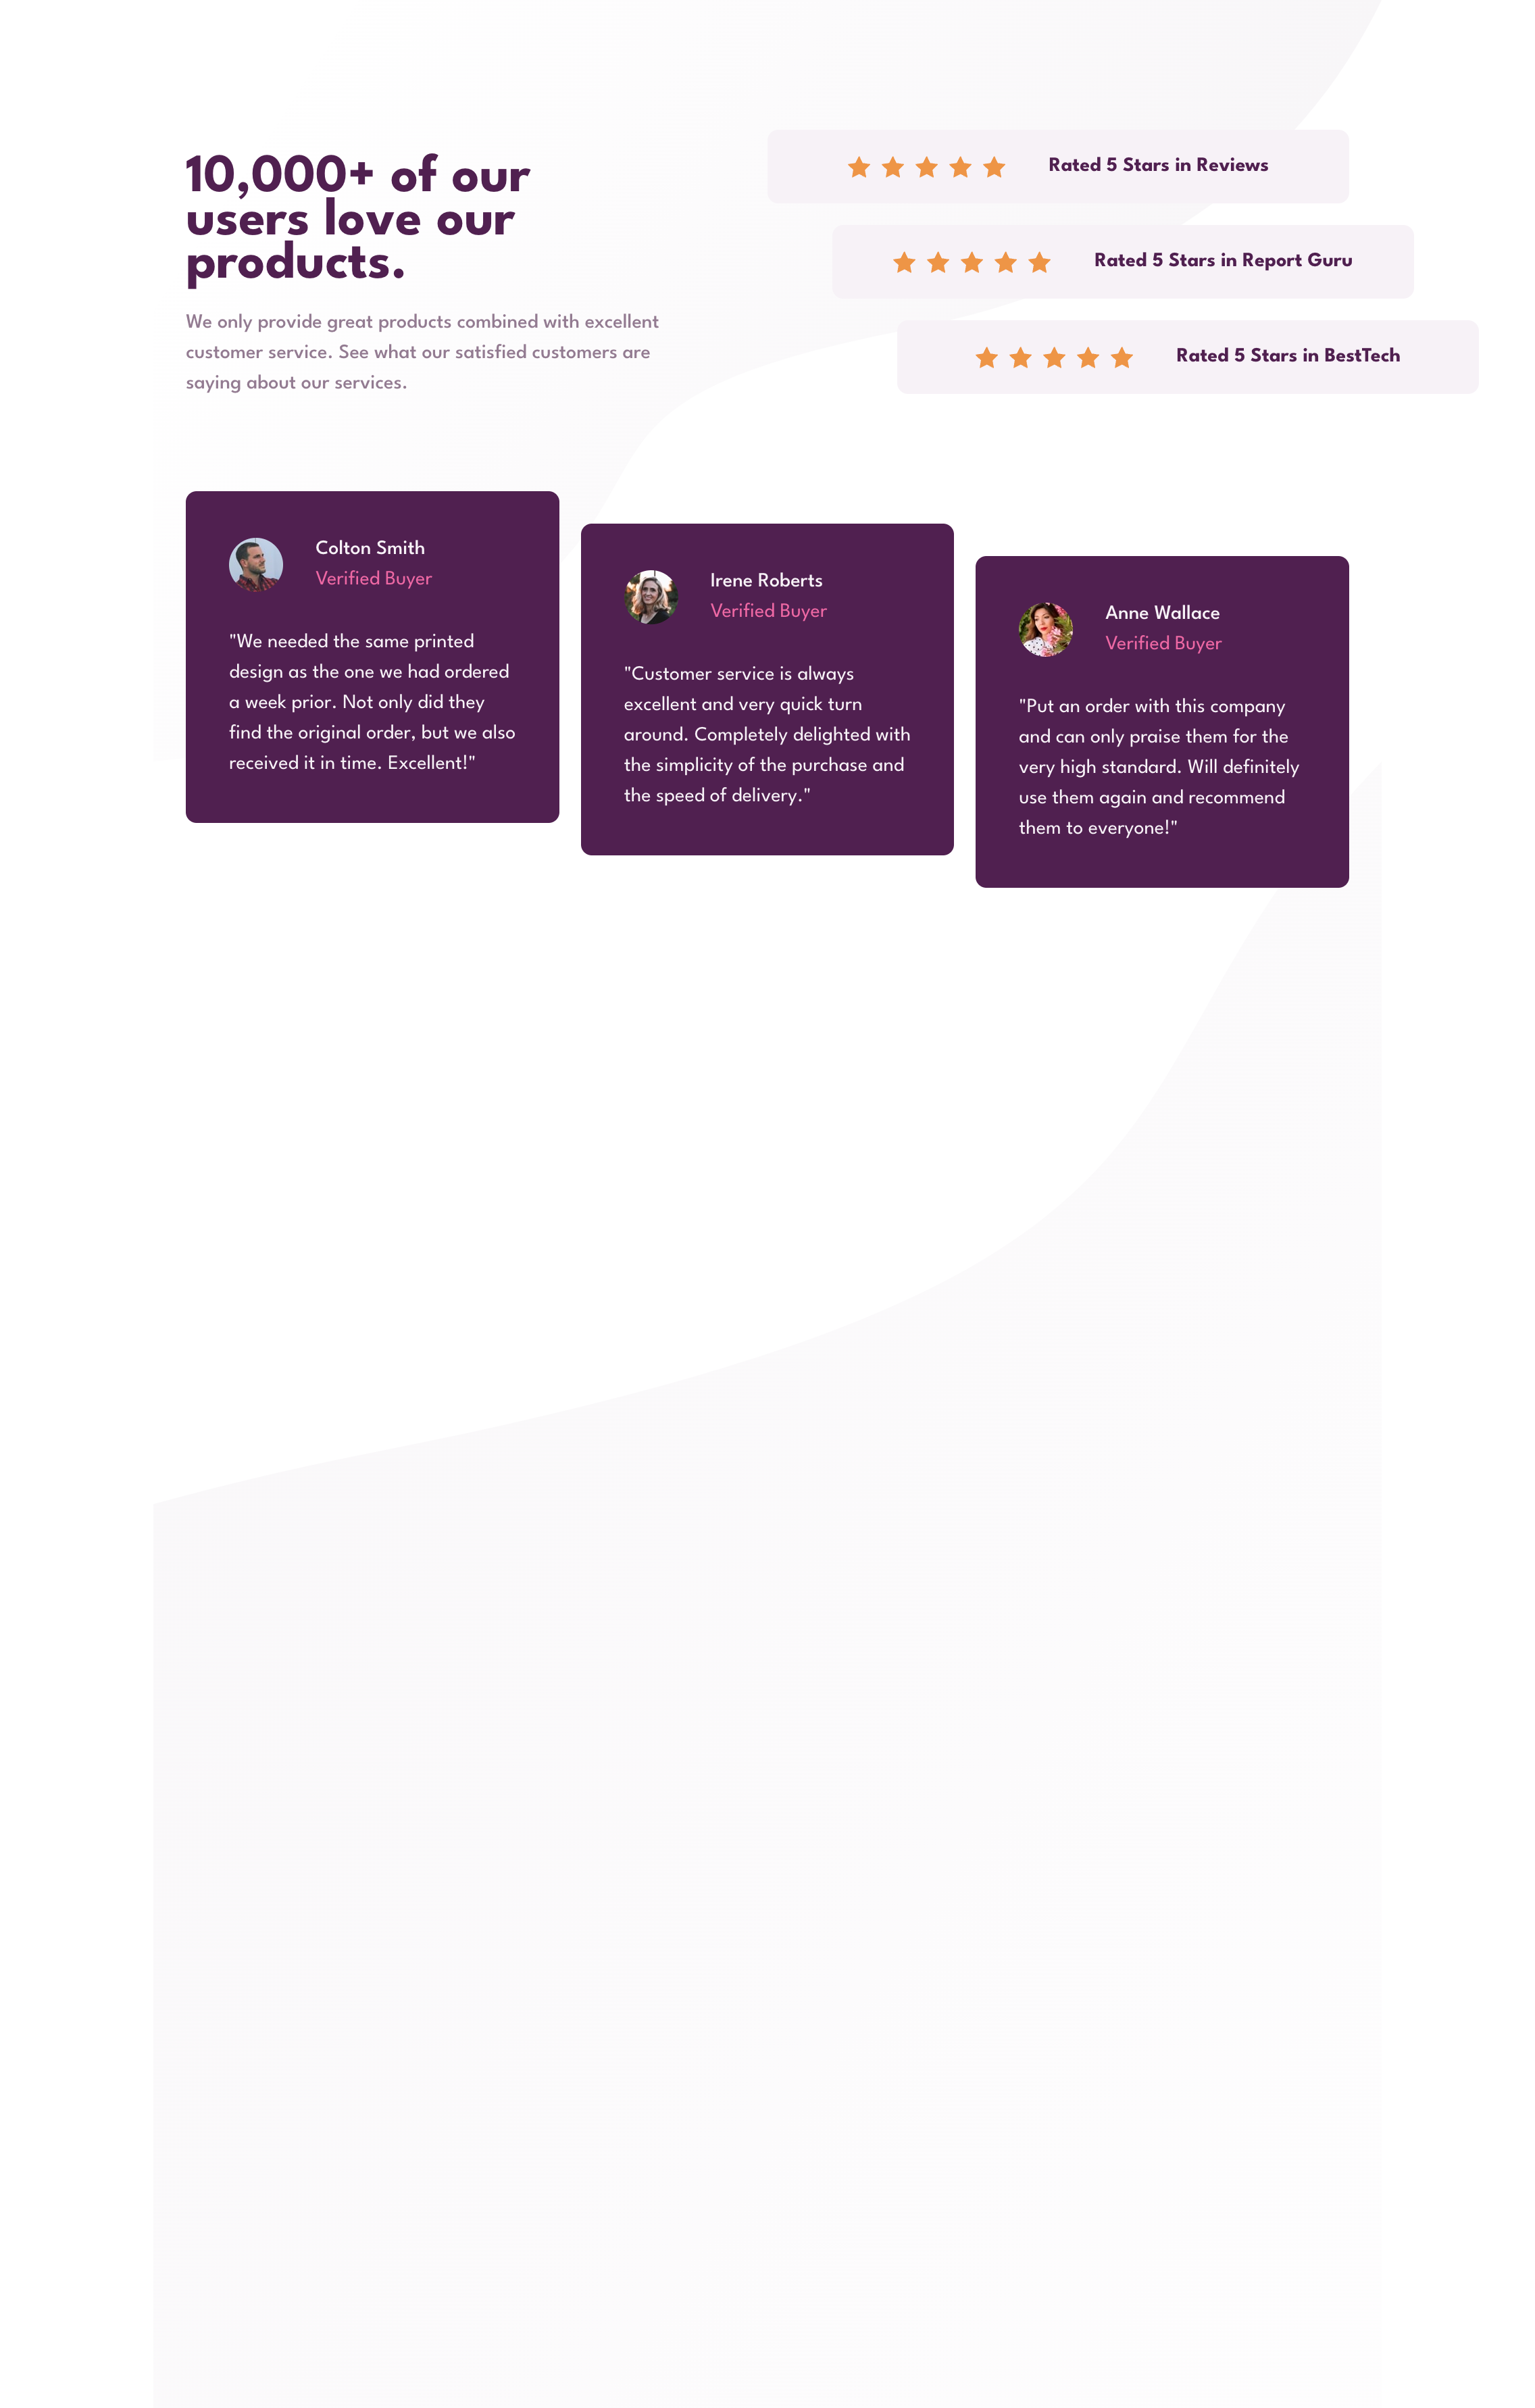 10,000+ of our
users love our
products.
We only provide great products combined with excellent
customer service. See what our satisfied customers are
saying about our services.
Rated 5 Stars in Reviews
Rated 5 Stars in Report Guru
Rated 5 Stars in BestTech
Colton Smith
Verified Buyer
"We needed the same printed
design as the one we had ordered
a week prior. Not only did they
find the original order, but we also
received it in time. Excellent!"
Irene Roberts
Verified Buyer
"Customer service is always
excellent and very quick turn
around. Completely delighted with
the simplicity of the purchase and
the speed of delivery."
Anne Wallace
Verified Buyer
"Put an order with this company
and can only praise them for the
very high standard. Will definitely
use them again and recommend
them to everyone!"